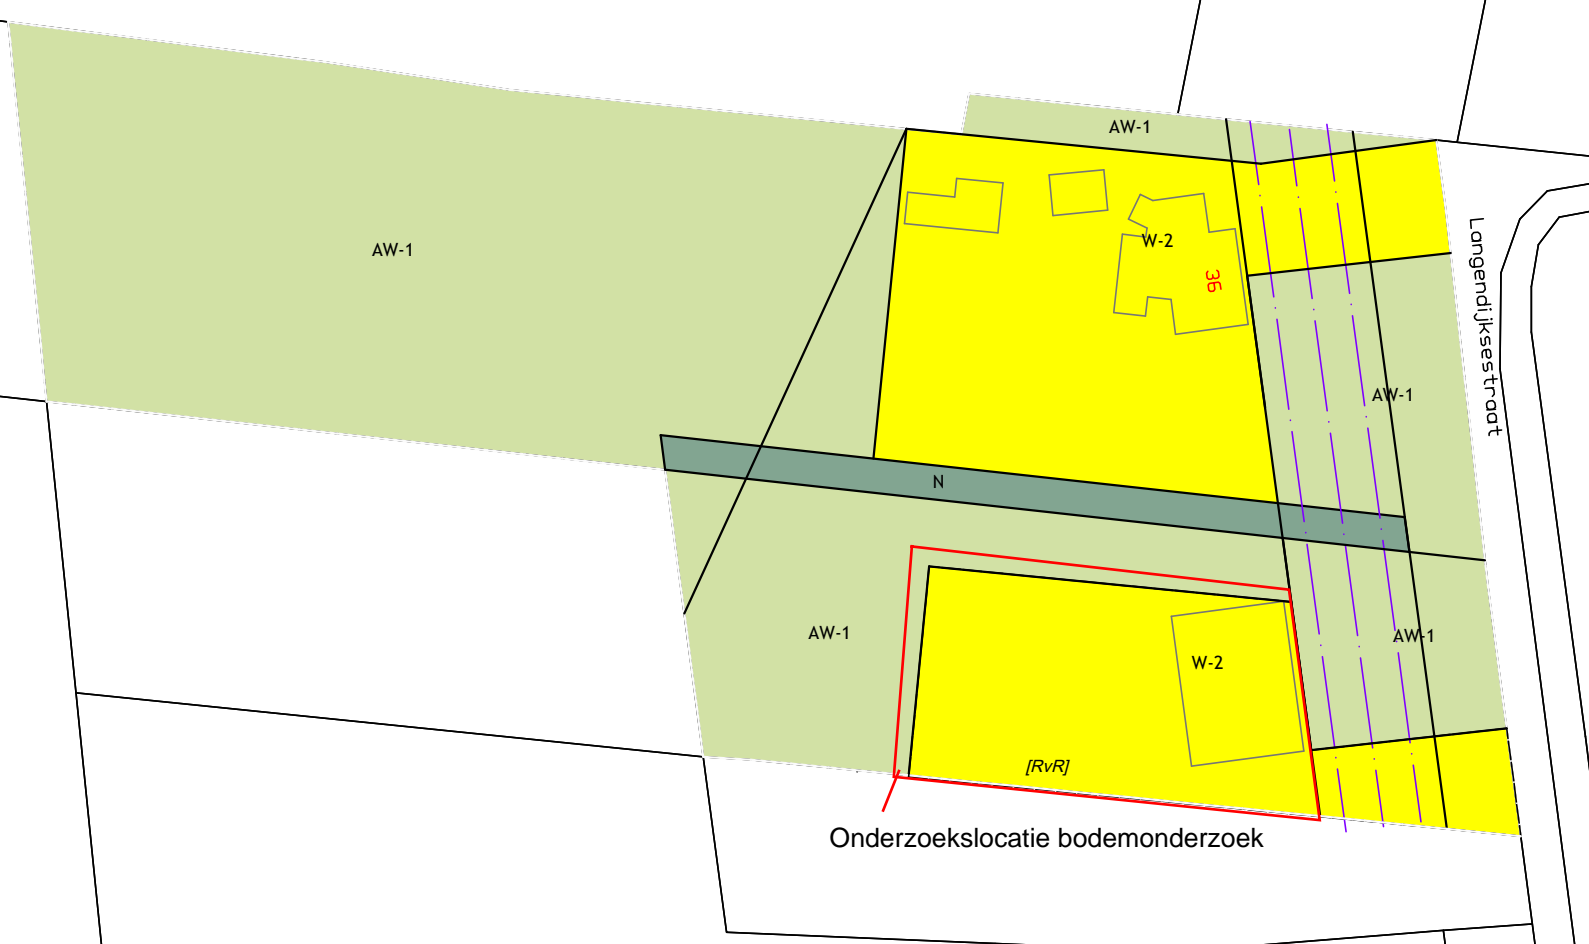 AW-1
AW-1
W-2
36
Langendijksestraat
AW-1
N
AW-1
AW-1
W-2
[RvR]
Onderzoekslocatie bodemonderzoek